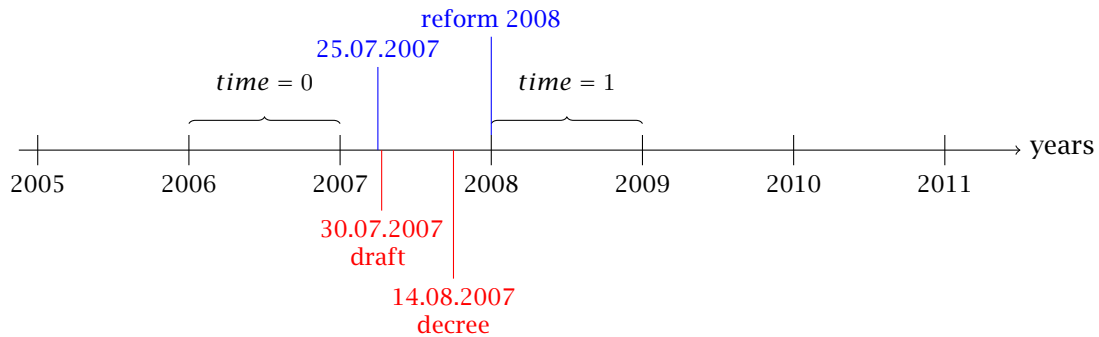 reform 2008
25.07.2007
time = 0
time = 1
years
2005
2006
2007
2008
2009
2010
2011
30.07.2007
draft
14.08.2007
decree